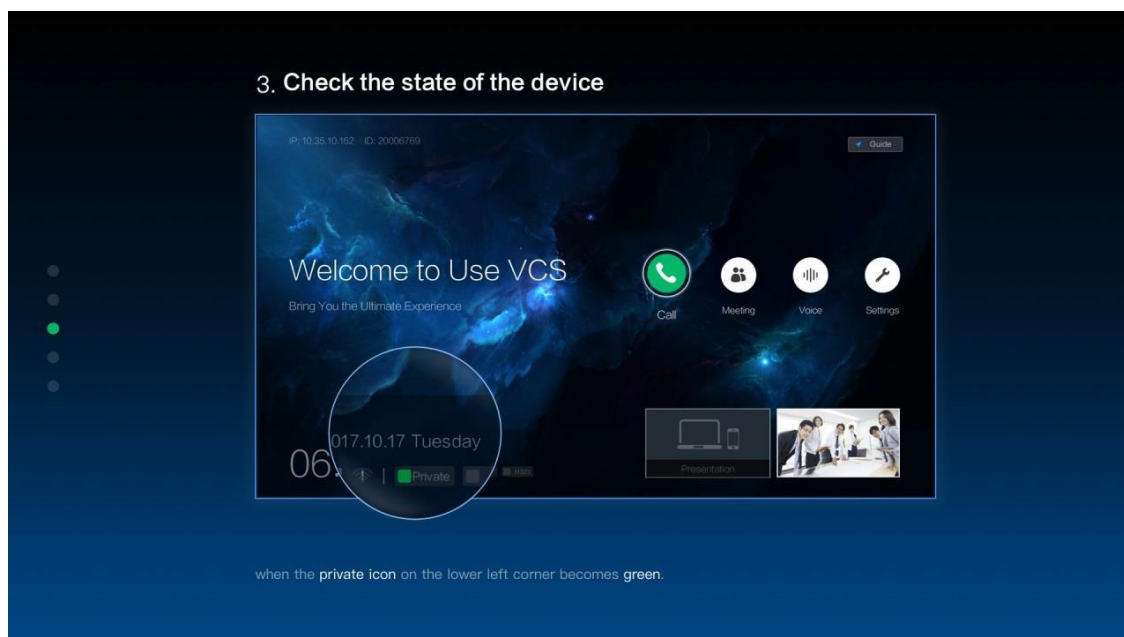 3. Check the state of the device
IP: 10.35.10.152 ID: 20006769
Guide
Welcome to Use VCS
Bring You the Ultimate Experience
Call
Meeting
Voice
Settings
017.10.17 Tuesday
06:
Private
H323
Presentation
when the private icon on the lower left corner becomes green.